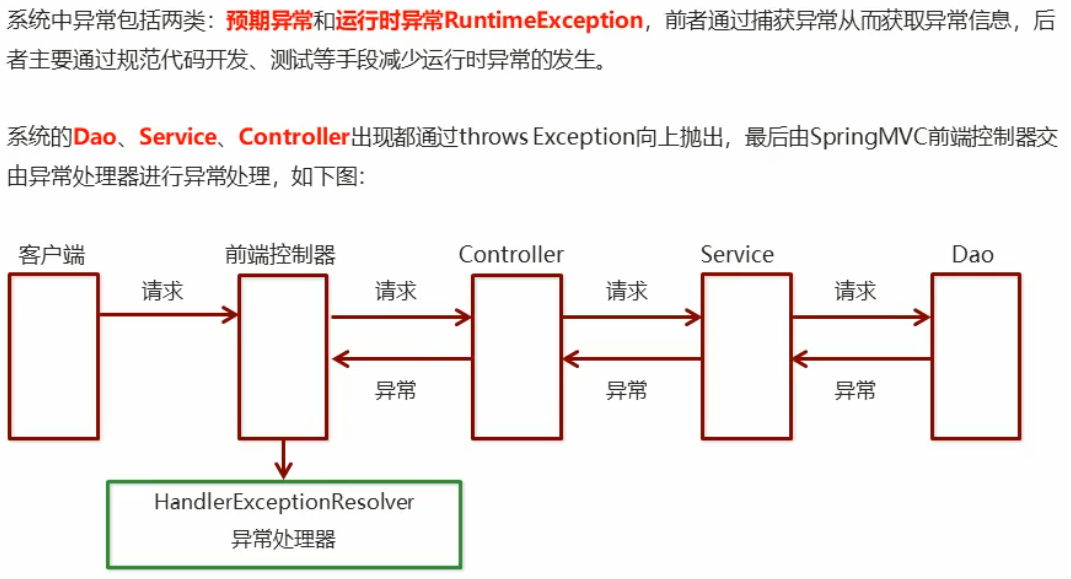 系统中异常包括两类：预期异常和运行时异常RuntimeException，前者通过捕获异常从而获取异常信息，后
者主要通过规范代码开发、测试等手段减少运行时异常的发生。
系统的Dao、Service、Controller出现都通过throws Exception向上抛出，最后由SpringMVC前端控制器交
由异常处理器进行异常处理，如下图：
客户端 前端控制器 Controller Service Dao
请求 请求 请求 请求
异常 异常 异常
HandlerExceptionResolver
异常处理器